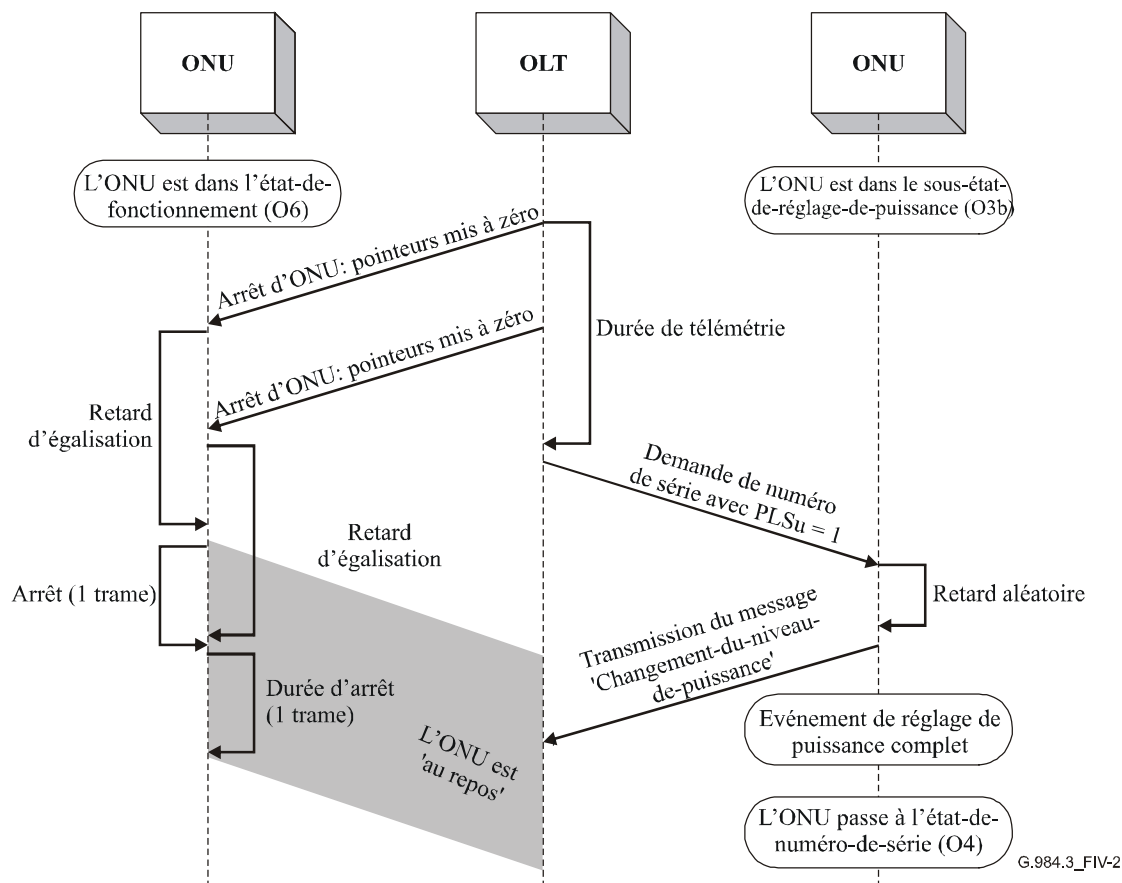 ONU
OLT
ONU
L'ONU est dans l'état-de-
fonctionnement (O6)
L'ONU est dans le sous-état-
de-réglage-de-puissance (O3b)
Arrêt d'ONU: pointeurs mis à zéro
Durée de télémétrie
Arrêt d'ONU: pointeurs mis à zéro
Retard
d'égalisation
Demande de numéro
de série avec PLSu = 1
Retard
d'égalisation
Arrêt (1 trame)
Retard aléatoire
Transmission du message
'Changement-du-niveau-
de-puissance'
Durée d'arrêt
(1 trame)
L'ONU est
'au repos'
Evénement de réglage de
puissance complet
L'ONU passe à l'état-de-
numéro-de-série (O4)
G.984.3_FIV-2